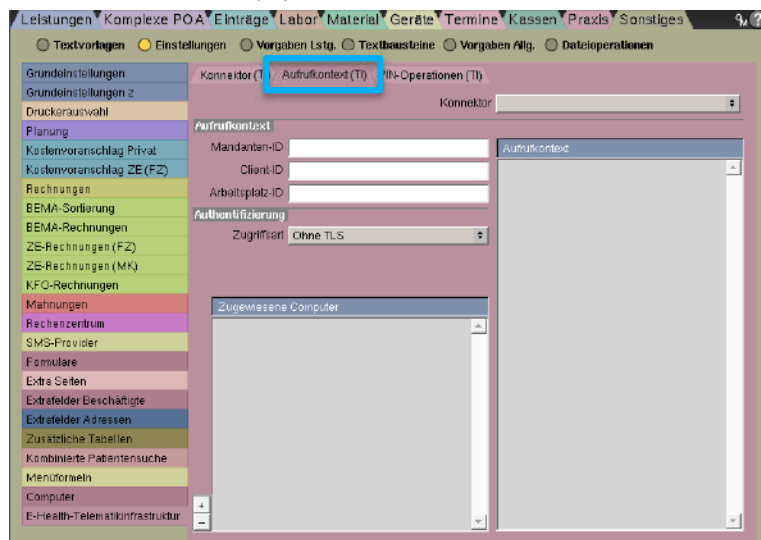 Leistungen Komplexe POA Einträge Labor Material Geräte Termine Kassen Praxis Sonstiges
Textvorlagen Einstellungen Vorgaben Lstg. Textbausteine Vorgaben Allg. Dateioperationen
Grundeinstellungen
Grundeinstellungen 2
Druckerauswahl
Planung
Kostenvoranschlag Privat
Kostenvoranschlag ZE (FZ)
Rechnungen
BEMA-Sortierung
BEMA-Rechnungen
ZE-Rechnungen (FZ)
ZE-Rechnungen (MK)
KFO-Rechnungen
Mahnungen
Rechenzentrum
SMS-Provider
Formulare
Extra Seiten
Extrafelder Beschäftigte
Extrafelder Adressen
Zusätzliche Tabellen
Kombinierte Patientensuche
Menüformeln
Computer
E-Health-Telematikinfrastruktur
Konnektor (T Aufrufkontext (TI) PIN-Operationen (TI)
Konnektor
Aufrufkontext
Mandanten-ID
Client-ID
Arbeitsplatz-ID
Authentifizierung
Zugriffsart Ohne TLS
Zugewiesene Computer
Aufrufkontext